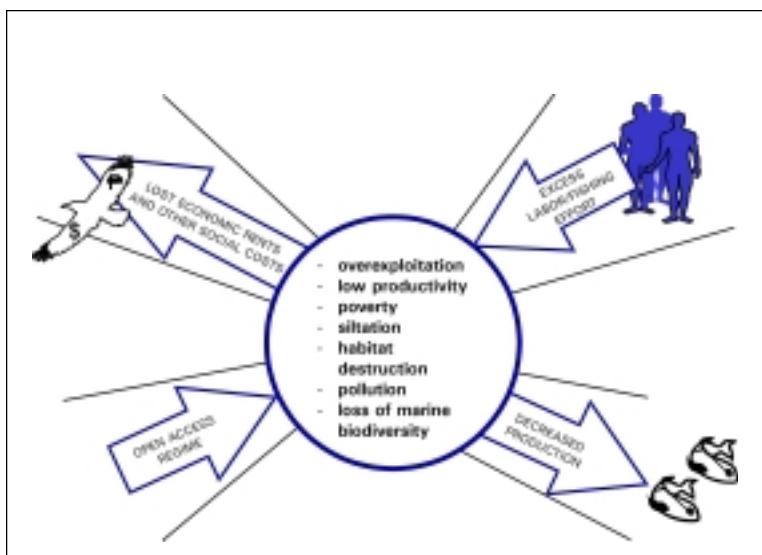 LOST ECONOMIC RENTS
AND OTHER SOCIAL COSTS
₱
$
EXCESS
LABOR/FISHING
EFFORT
- overexploitation
- low productivity
- poverty
- siltation
- habitat
destruction
- pollution
- loss of marine
biodiversity
OPEN ACCESS
REGIME
DECREASED
PRODUCTION